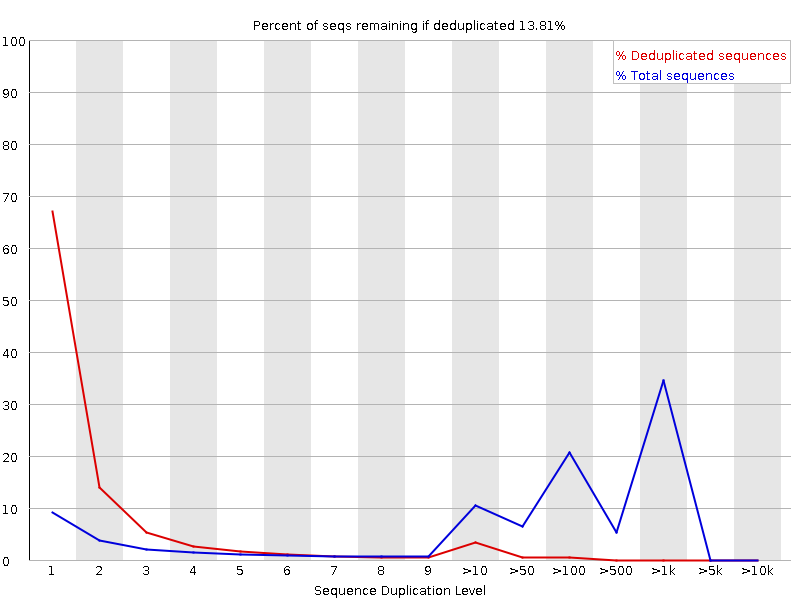 Percent of seqs remaining if deduplicated 13.81%
% Deduplicated sequences
% Total sequences
100
90
80
70
60
50
40
30
20
10
0
1 2 3 4 5 6 7 8 9 >10 >50 >100 >500 >1k >5k >10k
Sequence Duplication Level